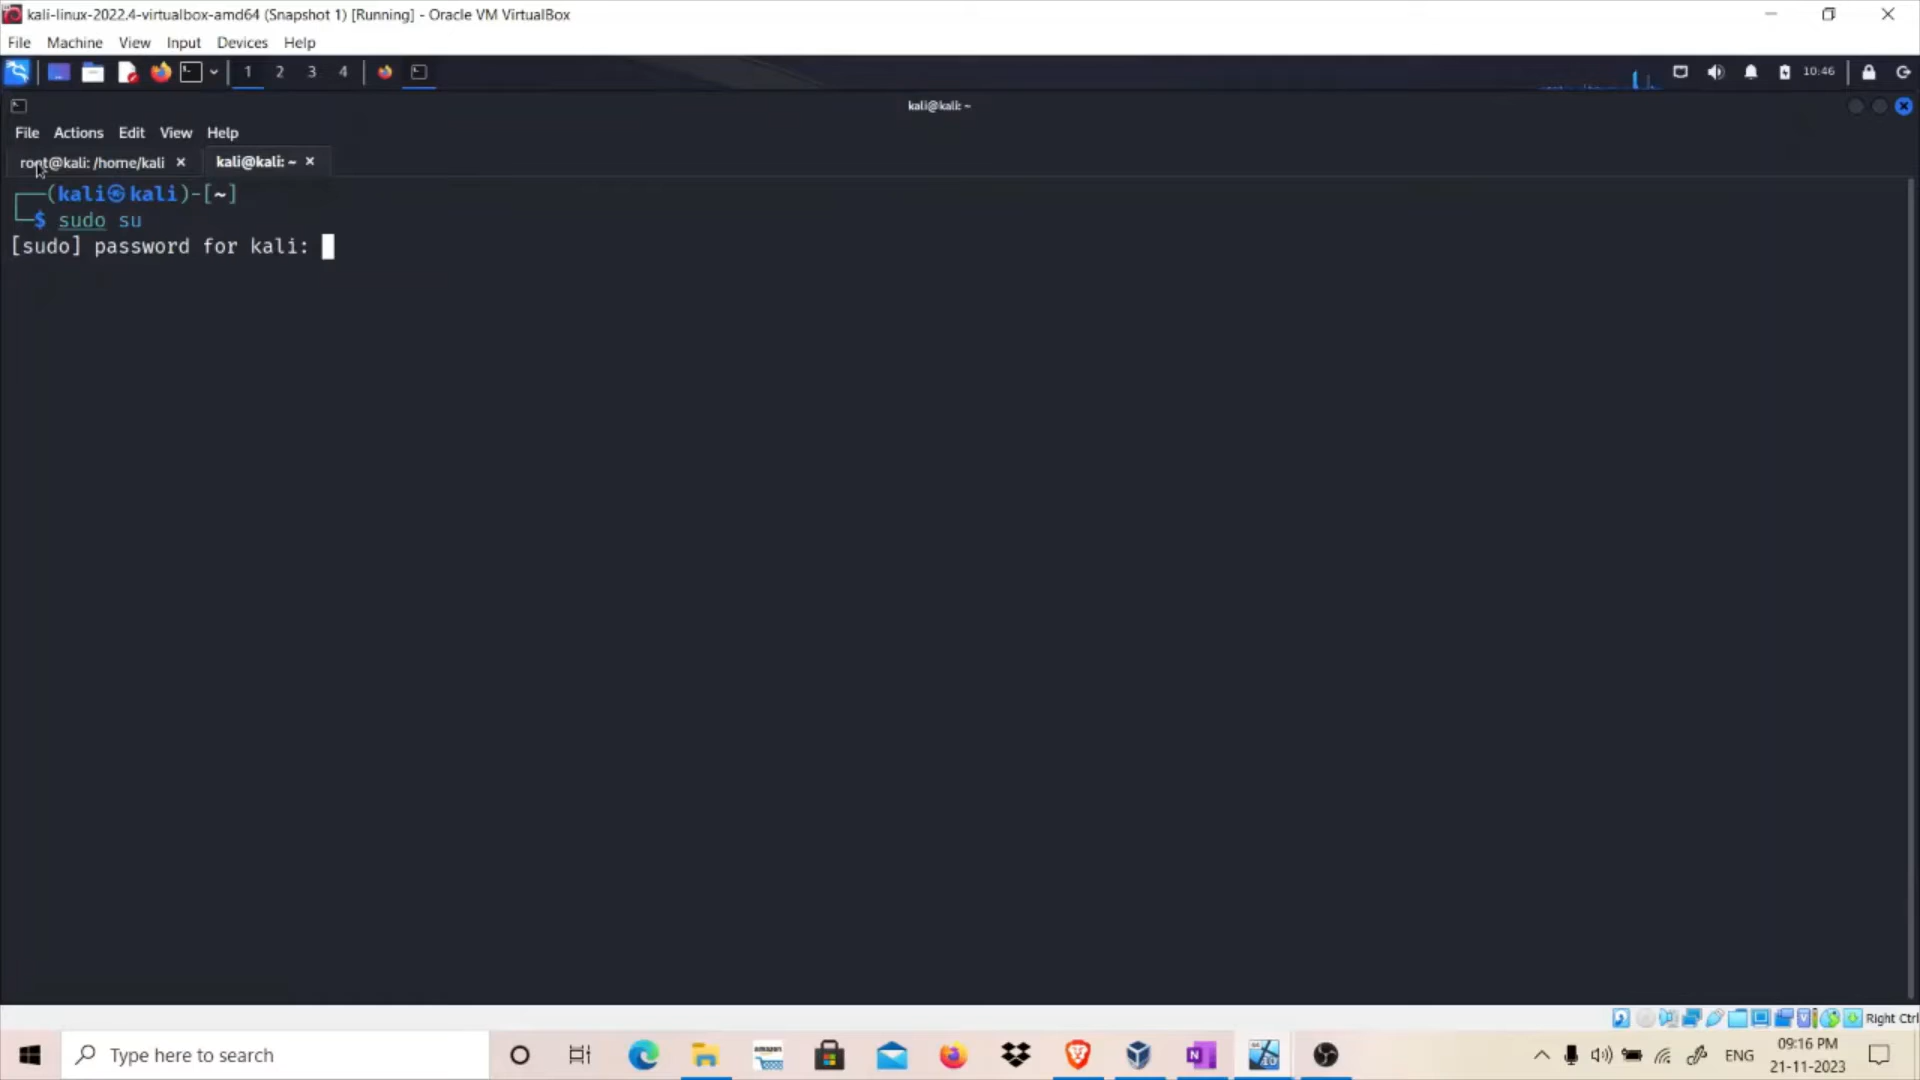 kali-linux-2022.4-virtualbox-amd64 (Snapshot 1) [Running] - Oracle VM VirtualBox
File Machine View Input Devices Help
1 2 3 4 10:46
kali@kali: ~
File Actions Edit View Help
root@kali: /home/kali × kali@kali: ~ ×
┌──(kali㉿kali)-[~]
└─$ sudo su
[sudo] password for kali:
Right Ctrl
Type here to search
amazon
ENG
09:16 PM
21-11-2023